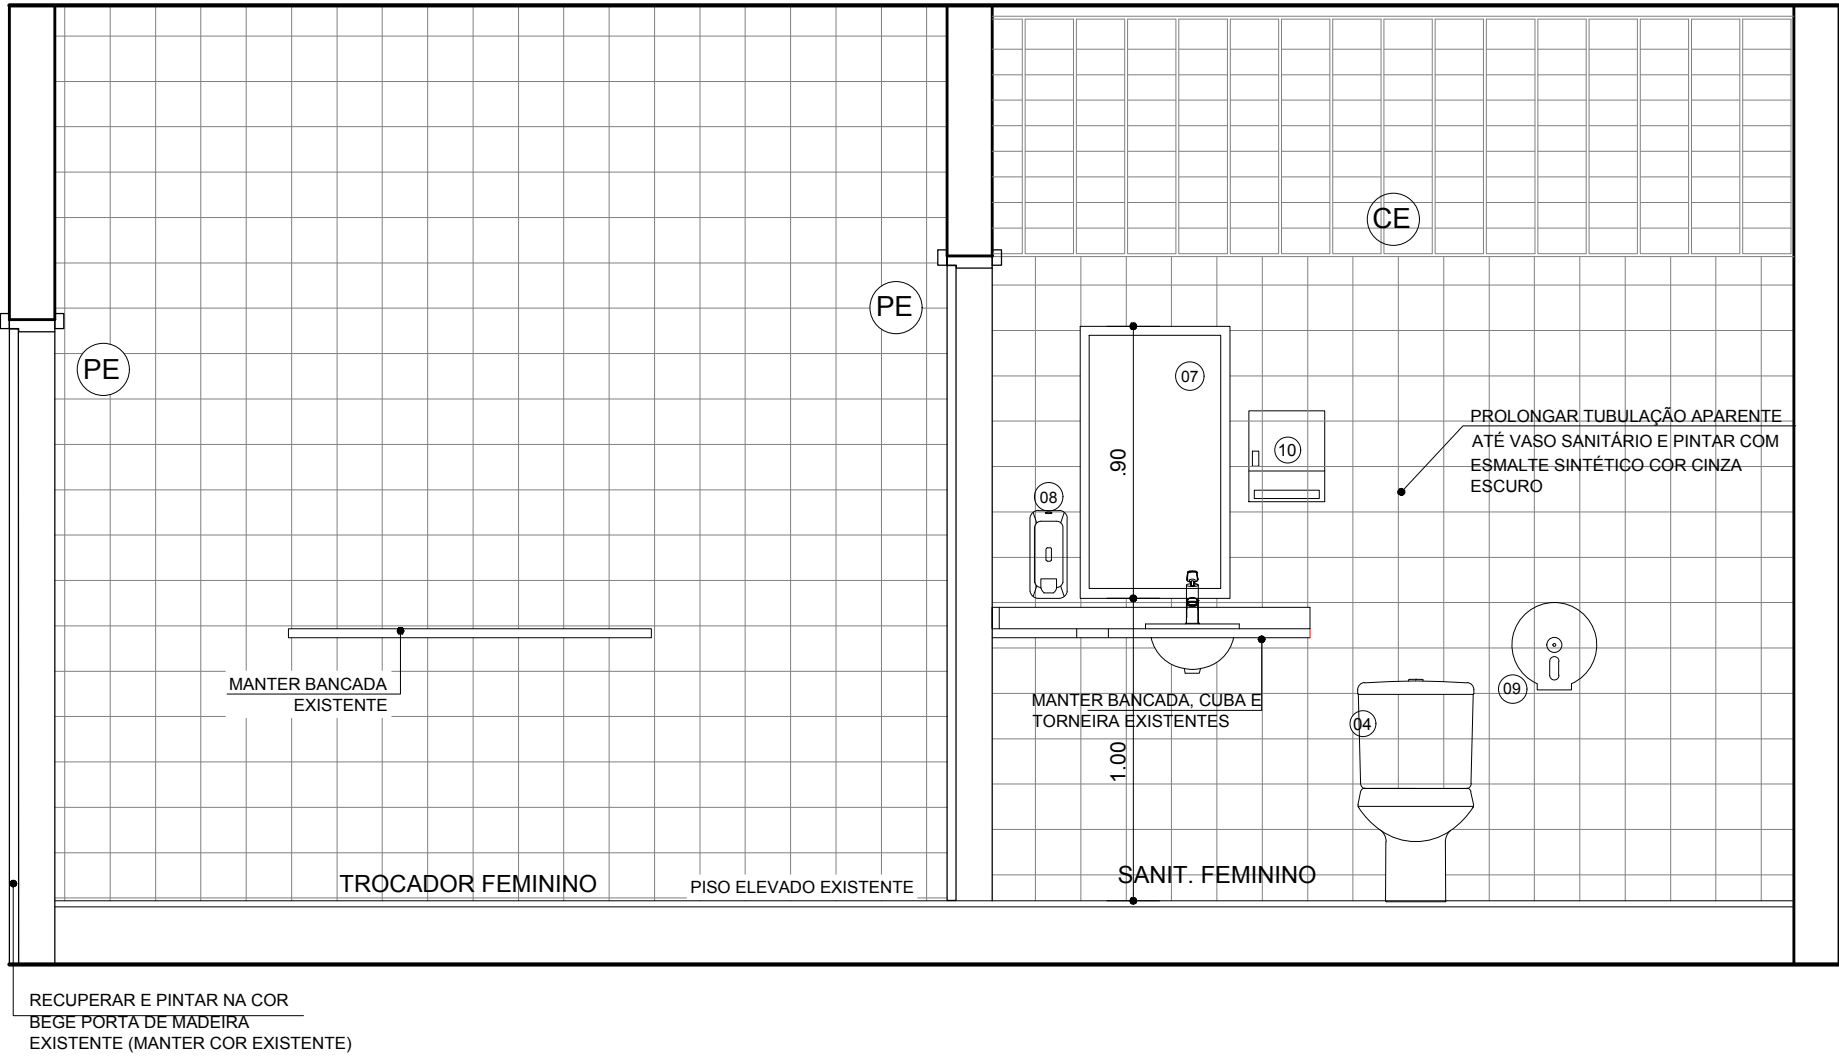 CE
PE
PE
07
PROLONGAR TUBULAÇÃO APARENTE
ATÉ VASO SANITÁRIO E PINTAR COM
ESMALTE SINTÉTICO COR CINZA
ESCURO
10
.90
08
MANTER BANCADA
EXISTENTE
MANTER BANCADA, CUBA E
TORNEIRA EXISTENTES
09
04
1.00
TROCADOR FEMININO
PISO ELEVADO EXISTENTE
SANIT. FEMININO
RECUPERAR E PINTAR NA COR
BEGE PORTA DE MADEIRA
EXISTENTE (MANTER COR EXISTENTE)